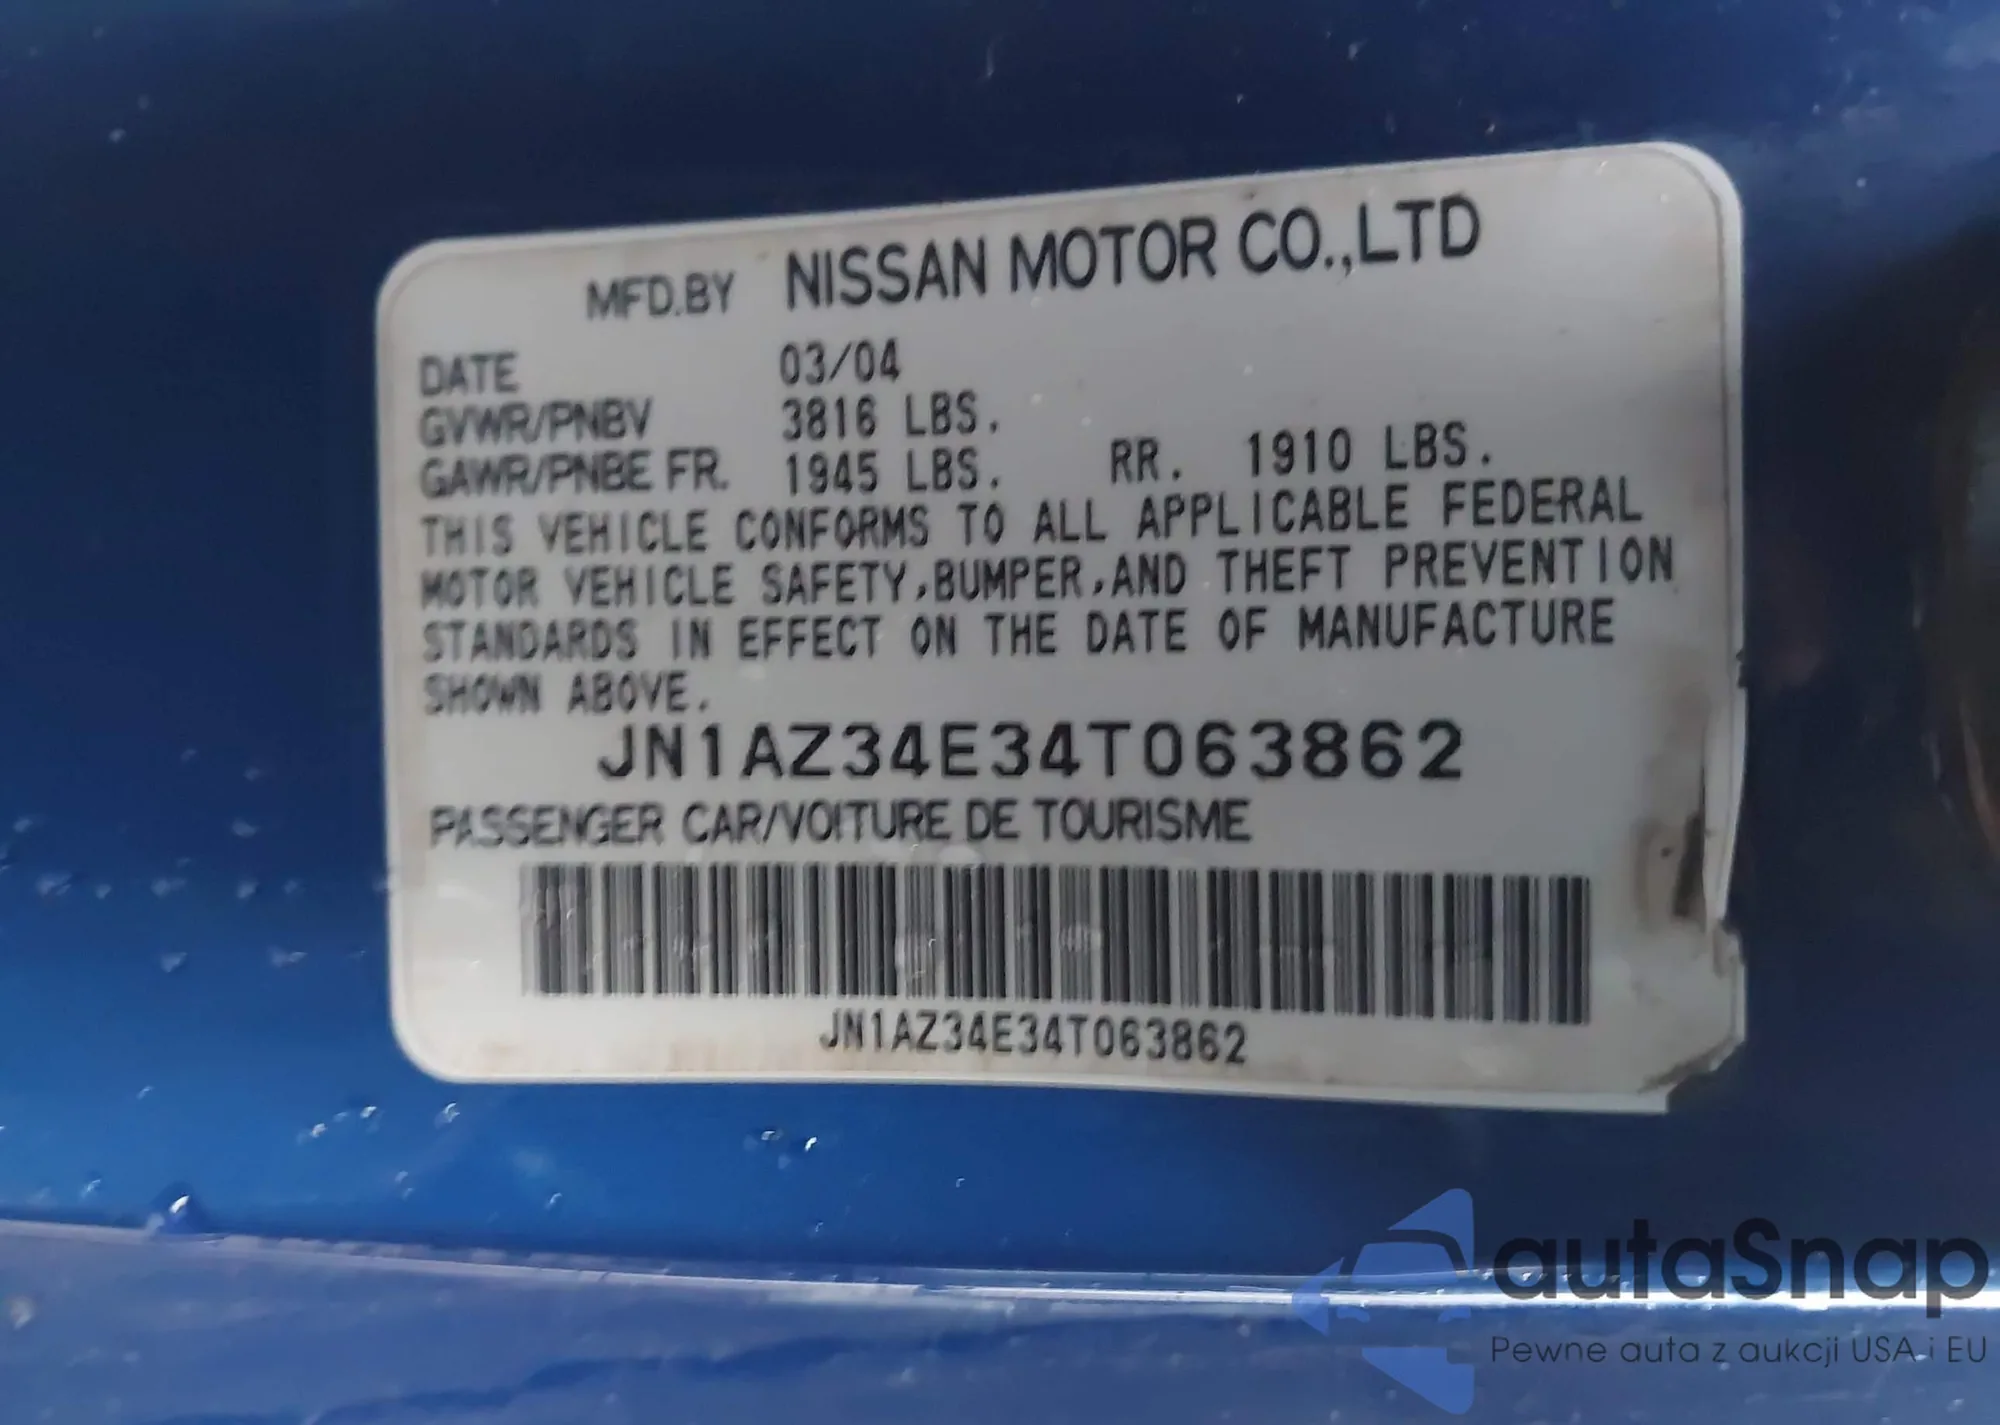 MFD.BY NISSAN MOTOR CO.,LTD
DATE 03/04
GVWR/PNBV 3816 LBS.
GAWR/PNBE FR. 1945 LBS. RR. 1910 LBS.
THIS VEHICLE CONFORMS TO ALL APPLICABLE FEDERAL
MOTOR VEHICLE SAFETY,BUMPER,AND THEFT PREVENTION
STANDARDS IN EFFECT ON THE DATE OF MANUFACTURE
SHOWN ABOVE.
JN1AZ34E34T063862
PASSENGER CAR/VOITURE DE TOURISME
JN1AZ34E34T063862
autaSnap
Pewne auta z aukcji USA i EU